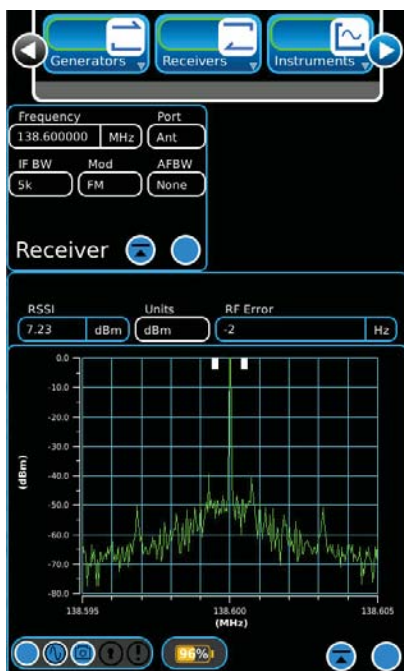 Generators Receivers Instruments
Frequency Port
138.600000 MHz Ant
IF BW Mod AFBW
5k FM None
Receiver
RSSI Units RF Error
7.23 dBm dBm -2 Hz
0.0
-10.0
-20.0
-30.0
(dBm)
-40.0
-50.0
-60.0
-70.0
-80.0
138.595 138.600 138.605
(MHz)
96%